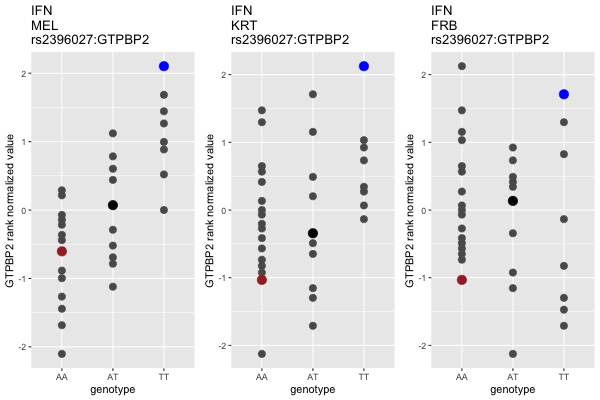 IFN
MEL
rs2396027:GTPBP2
GTPBP2 rank normalized value
2
1
0
-1
-2
AA AT TT
genotype
IFN
KRT
rs2396027:GTPBP2
GTPBP2 rank normalized value
2
1
0
-1
-2
AA AT TT
genotype
IFN
FRB
rs2396027:GTPBP2
GTPBP2 rank normalized value
2
1
0
-1
-2
AA AT TT
genotype